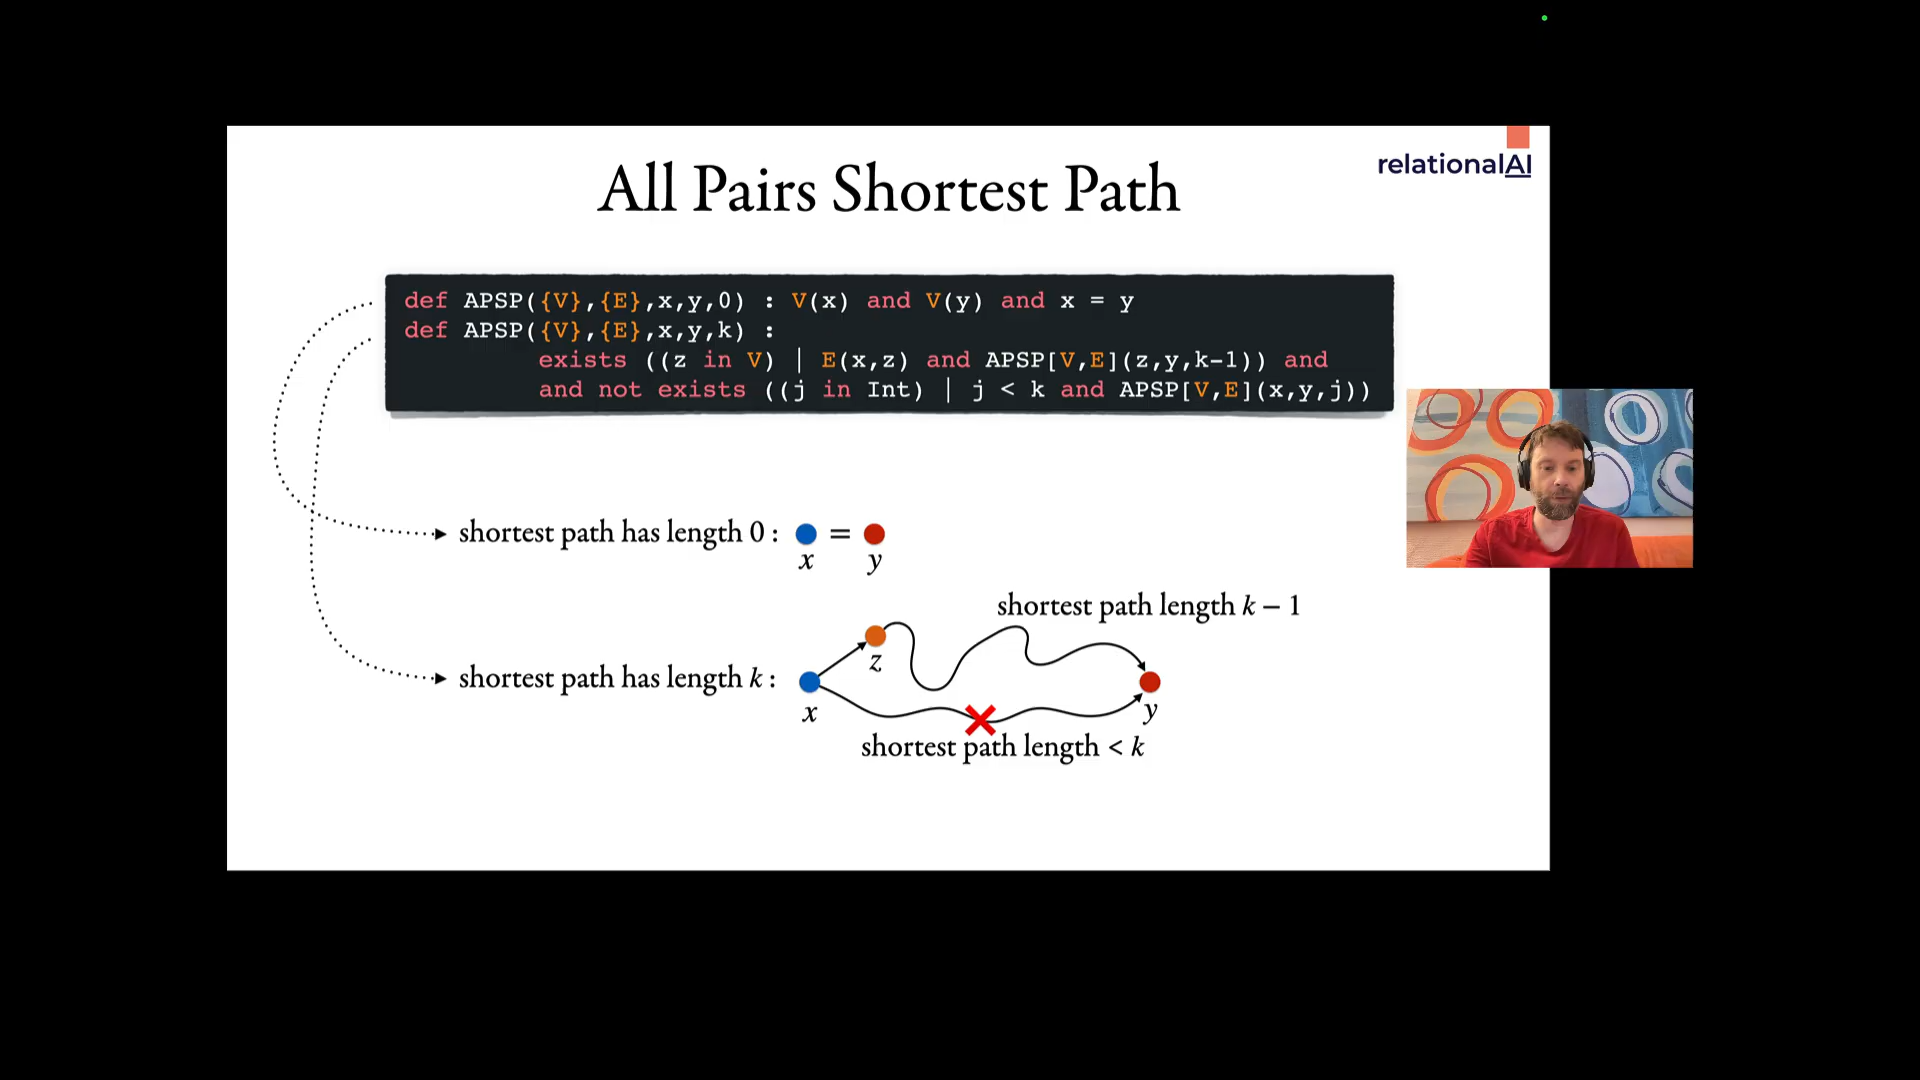 relationalAI
All Pairs Shortest Path
def APSP({V},{E},x,y,0) : V(x) and V(y) and x = y
def APSP({V},{E},x,y,k) :
exists ((z in V) | E(x,z) and APSP[V,E](z,y,k-1)) and
and not exists ((j in Int) | j < k and APSP[V,E](x,y,j))
shortest path has length 0 : =
x y
shortest path length k − 1
z
shortest path has length k :
x y
shortest path length < k